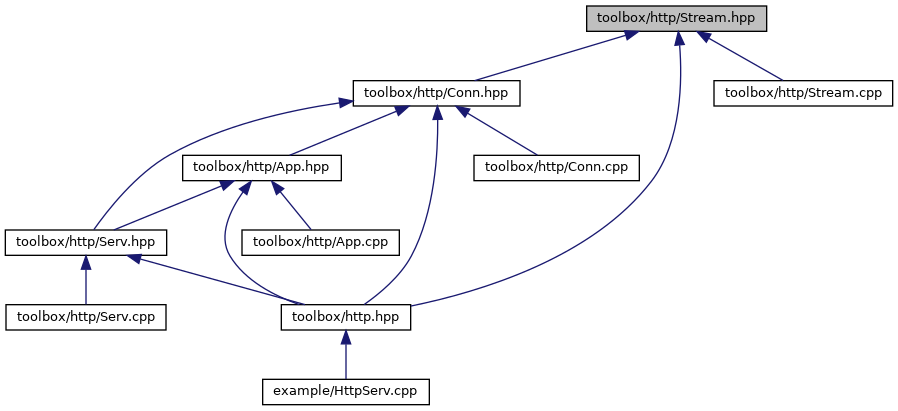 toolbox/http/Stream.hpp
toolbox/http/Conn.hpp
toolbox/http/Stream.cpp
toolbox/http/App.hpp
toolbox/http/Conn.cpp
toolbox/http/Serv.hpp
toolbox/http/App.cpp
toolbox/http/Serv.cpp
toolbox/http.hpp
example/HttpServ.cpp